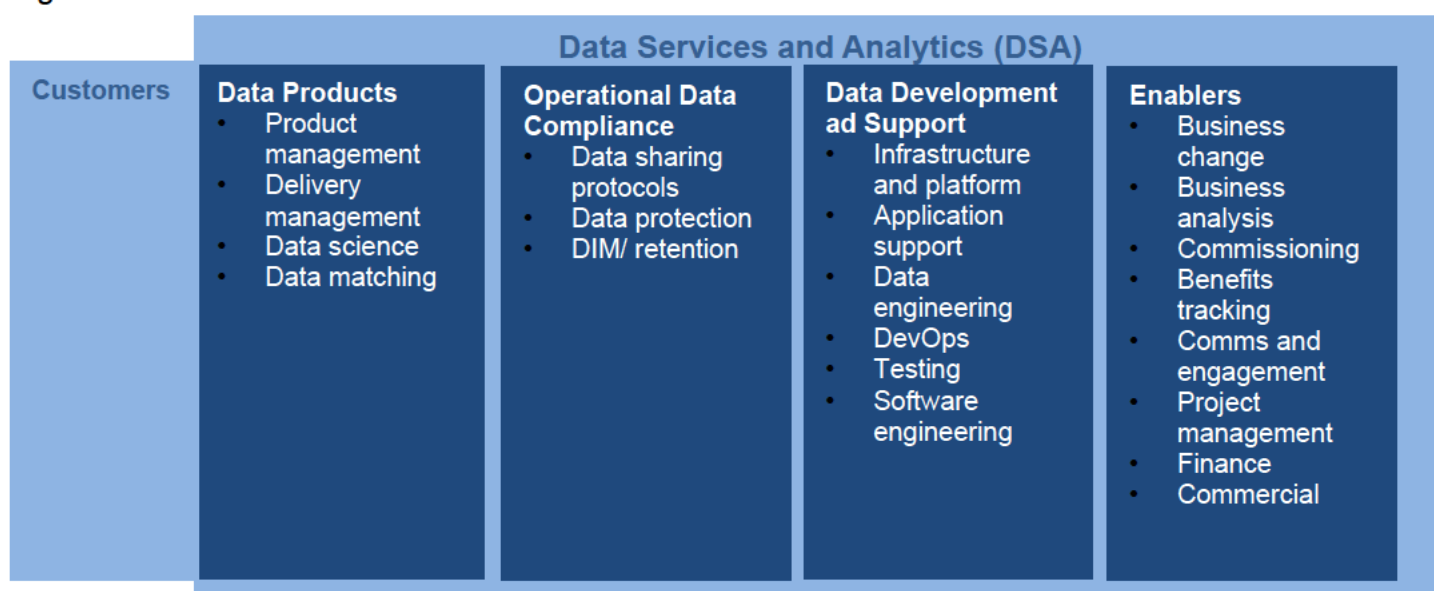 Data Services and Analytics (DSA)
Customers
Data Products
• Product
management
• Delivery
management
• Data science
• Data matching
Operational Data
Compliance
• Data sharing
protocols
• Data protection
• DIM/ retention
Data Development
ad Support
• Infrastructure
and platform
• Application
support
• Data
engineering
• DevOps
• Testing
• Software
engineering
Enablers
• Business
change
• Business
analysis
• Commissioning
• Benefits
tracking
• Comms and
engagement
• Project
management
• Finance
• Commercial